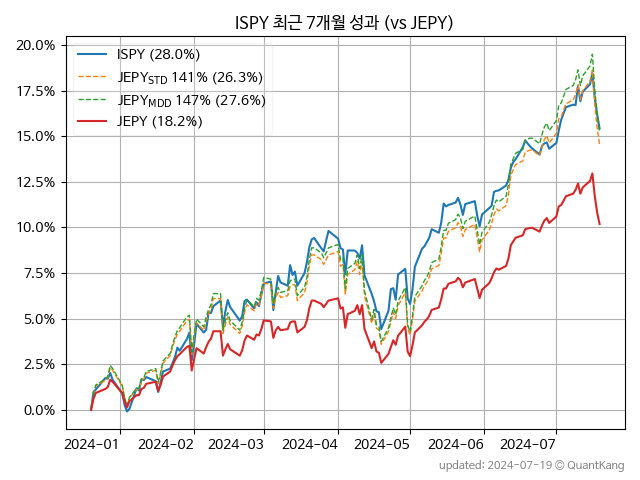 ISPY 최근 7개월 성과 (vs JEPY)
20.0%
17.5%
15.0%
12.5%
10.0%
7.5%
5.0%
2.5%
0.0%
ISPY (28.0%)
JEPYSTD 141% (26.3%)
JEPYMDD 147% (27.6%)
JEPY (18.2%)
2024-01 2024-02 2024-03 2024-04 2024-05 2024-06 2024-07
updated: 2024-07-19 © QuantKang